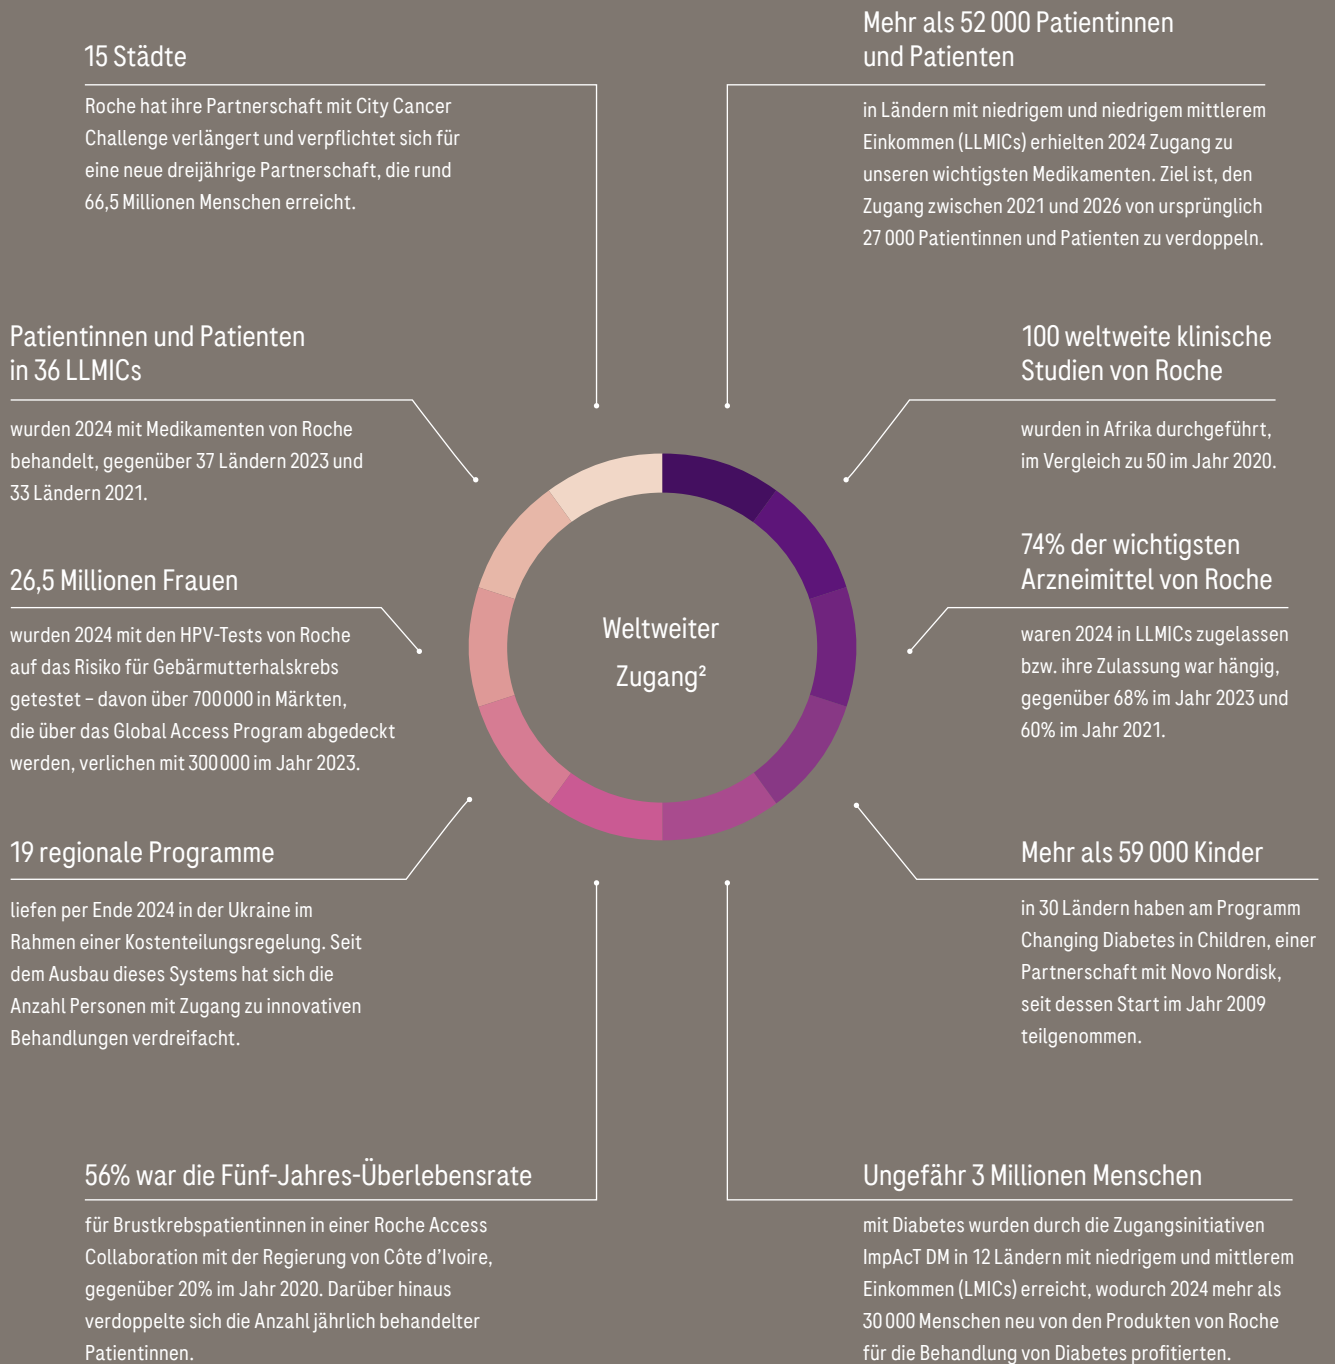 15 Städte
Roche hat ihre Partnerschaft mit City Cancer
Challenge verlängert und verpflichtet sich für
eine neue dreijährige Partnerschaft, die rund
66,5 Millionen Menschen erreicht.
Mehr als 52 000 Patientinnen
und Patienten
in Ländern mit niedrigem und niedrigem mittlerem
Einkommen (LLMICs) erhielten 2024 Zugang zu
unseren wichtigsten Medikamenten. Ziel ist, den
Zugang zwischen 2021 und 2026 von ursprünglich
27 000 Patientinnen und Patienten zu verdoppeln.
Patientinnen und Patienten
in 36 LLMICs
wurden 2024 mit Medikamenten von Roche
behandelt, gegenüber 37 Ländern 2023 und
33 Ländern 2021.
100 weltweite klinische
Studien von Roche
wurden in Afrika durchgeführt,
im Vergleich zu 50 im Jahr 2020.
26,5 Millionen Frauen
wurden 2024 mit den HPV-Tests von Roche
auf das Risiko für Gebärmutterhalskrebs
getestet – davon über 700 000 in Märkten,
die über das Global Access Program abgedeckt
werden, verlichen mit 300 000 im Jahr 2023.
Weltweiter
Zugang²
74% der wichtigsten
Arzneimittel von Roche
waren 2024 in LLMICs zugelassen
bzw. ihre Zulassung war hängig,
gegenüber 68% im Jahr 2023 und
60% im Jahr 2021.
19 regionale Programme
liefen per Ende 2024 in der Ukraine im
Rahmen einer Kostenteilungsregelung. Seit
dem Ausbau dieses Systems hat sich die
Anzahl Personen mit Zugang zu innovativen
Behandlungen verdreifacht.
Mehr als 59 000 Kinder
in 30 Ländern haben am Programm
Changing Diabetes in Children, einer
Partnerschaft mit Novo Nordisk,
seit dessen Start im Jahr 2009
teilgenommen.
56% war die Fünf-Jahres-Überlebensrate
für Brustkrebspatientinnen in einer Roche Access
Collaboration mit der Regierung von Côte d’Ivoire,
gegenüber 20% im Jahr 2020. Darüber hinaus
verdoppelte sich die Anzahl jährlich behandelter
Patientinnen.
Ungefähr 3 Millionen Menschen
mit Diabetes wurden durch die Zugangsinitiativen
ImpAcT DM in 12 Ländern mit niedrigem und mittlerem
Einkommen (LMICs) erreicht, wodurch 2024 mehr als
30 000 Menschen neu von den Produkten von Roche
für die Behandlung von Diabetes profitierten.